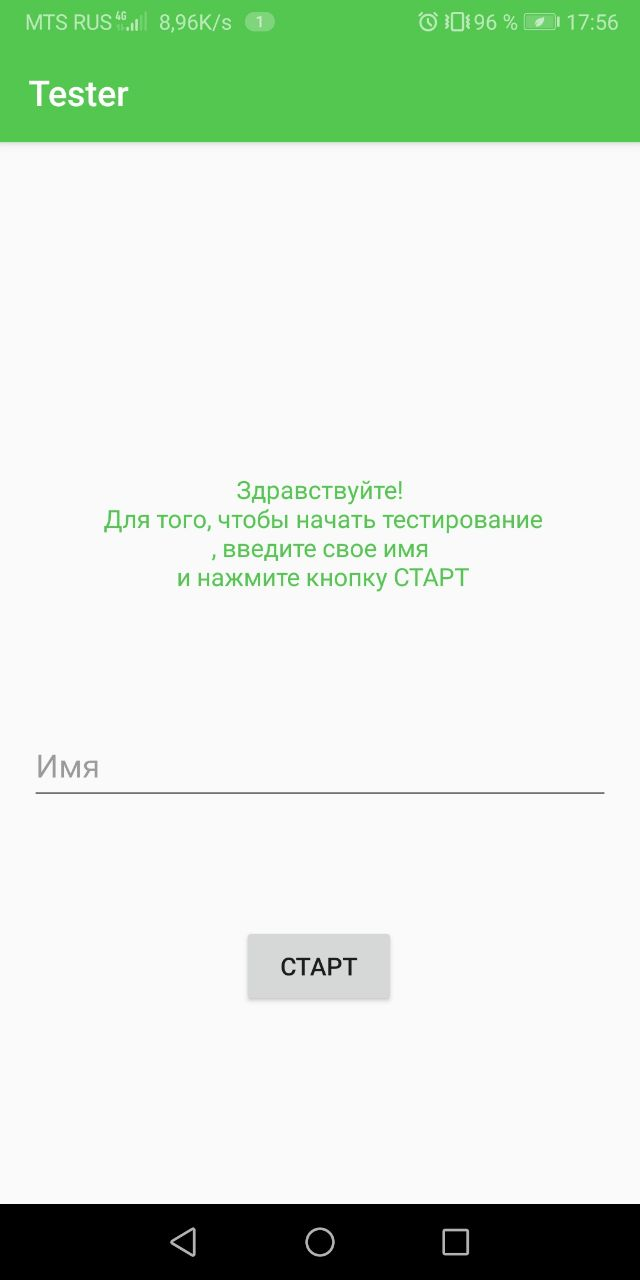 MTS RUS 4G 8,96K/s 1 96 % 17:56
Tester
Здравствуйте!
Для того, чтобы начать тестирование
, введите свое имя
и нажмите кнопку СТАРТ
Имя
СТАРТ